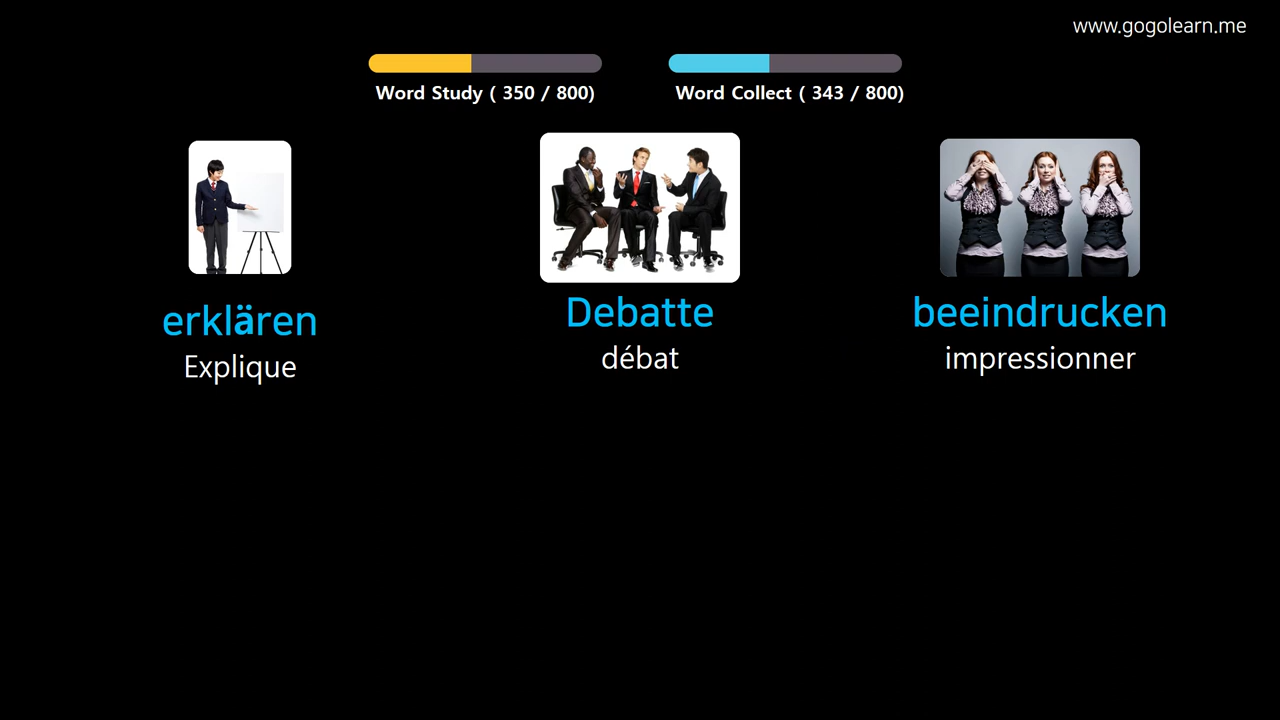 www.gogolearn.me
Word Study ( 350 / 800)
Word Collect ( 343 / 800)
erklären
Explique
Debatte
débat
beeindrucken
impressionner